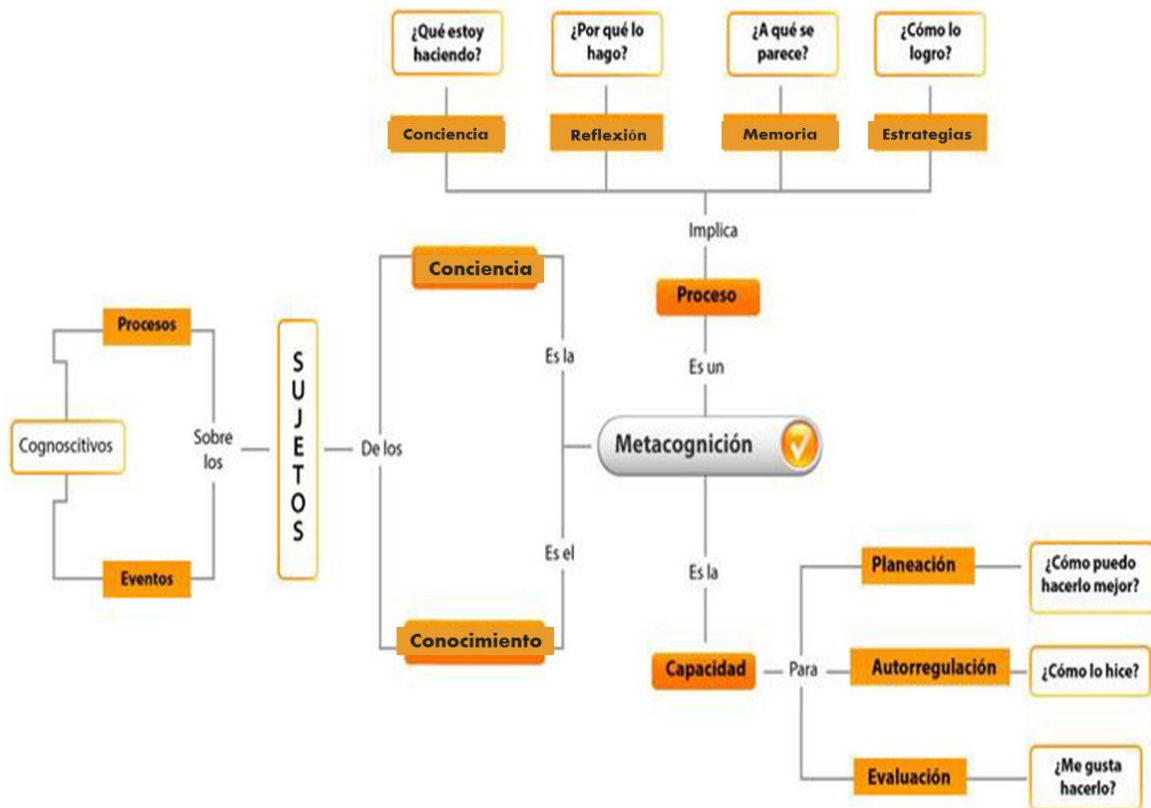 ¿Qué estoy
haciendo?
¿Por qué lo
hago?
¿A qué se
parece?
¿Cómo lo
logro?
Conciencia
Reflexión
Memoria
Estrategias
Implica
Proceso
Es un
Metacognición
Es la
Conciencia
Es el
Conocimiento
De los
SUJETOS
Sobre
los
Procesos
Cognoscitivos
Eventos
Es la
Capacidad
Para
Planeación
¿Cómo puedo
hacerlo mejor?
Autorregulación
¿Cómo lo hice?
Evaluación
¿Me gusta
hacerlo?